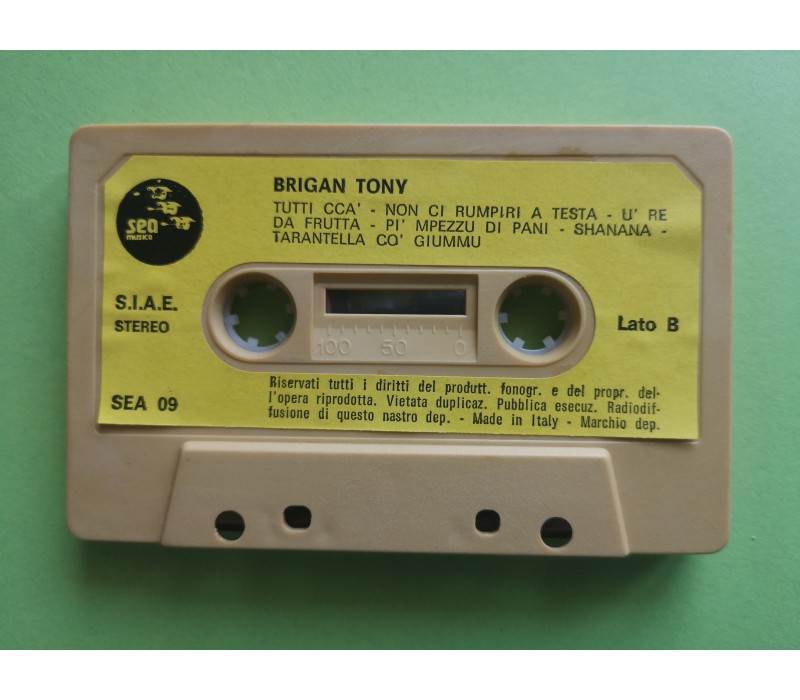 BRIGAN TONY
TUTTI CCA' - NON CI RUMPIRI A TESTA - U' RE
DA FRUTTA - PI' MPEZZU DI PANI - SHANANA -
TARANTELLA CO' GIUMMU
sea
musica
S.I.A.E.
STEREO
Lato B
100 50 0
SEA 09
Riservati tutti i diritti del produtt. fonogr. e del propr. del-
l'opera riprodotta. Vietata duplicaz. Pubblica esecuz. Radiodif-
fusione di questo nastro dep. - Made in Italy - Marchio dep.